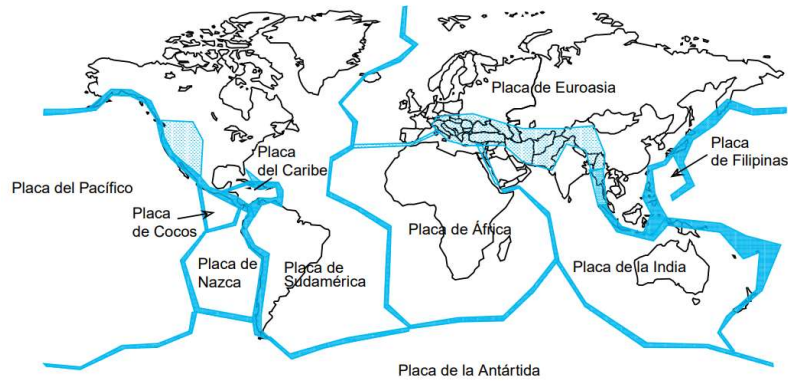 Placa de Euroasia
Placa
de Filipinas
Placa
del Caribe
Placa del Pacífico
Placa
de Cocos
Placa de África
Placa de
Nazca
Placa de
Sudamérica
Placa de la India
Placa de la Antártida